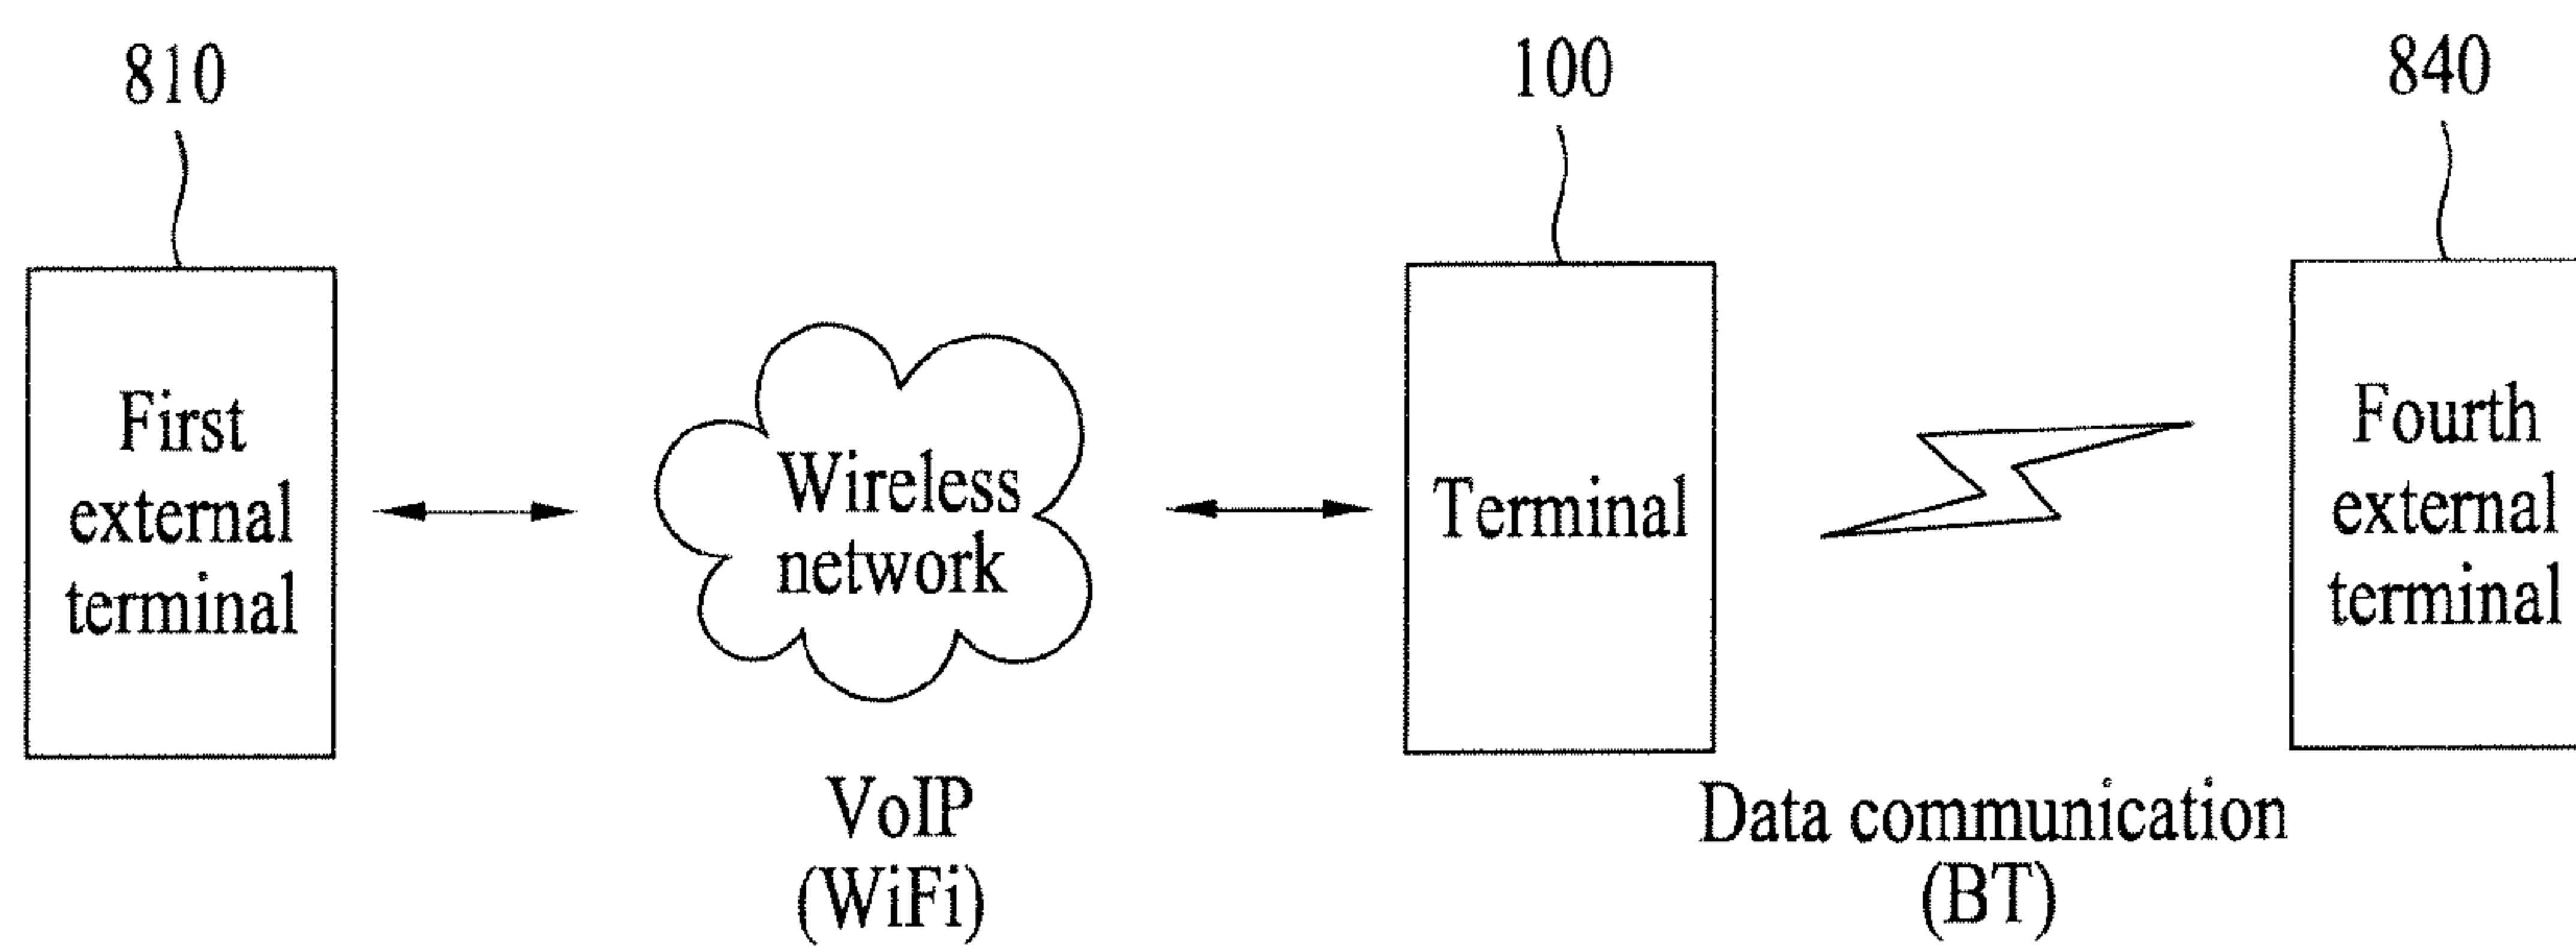 810
100
840
First
external
terminal
Wireless
network
Terminal
Fourth
external
terminal
VoIP
(WiFi)
Data communication
(BT)